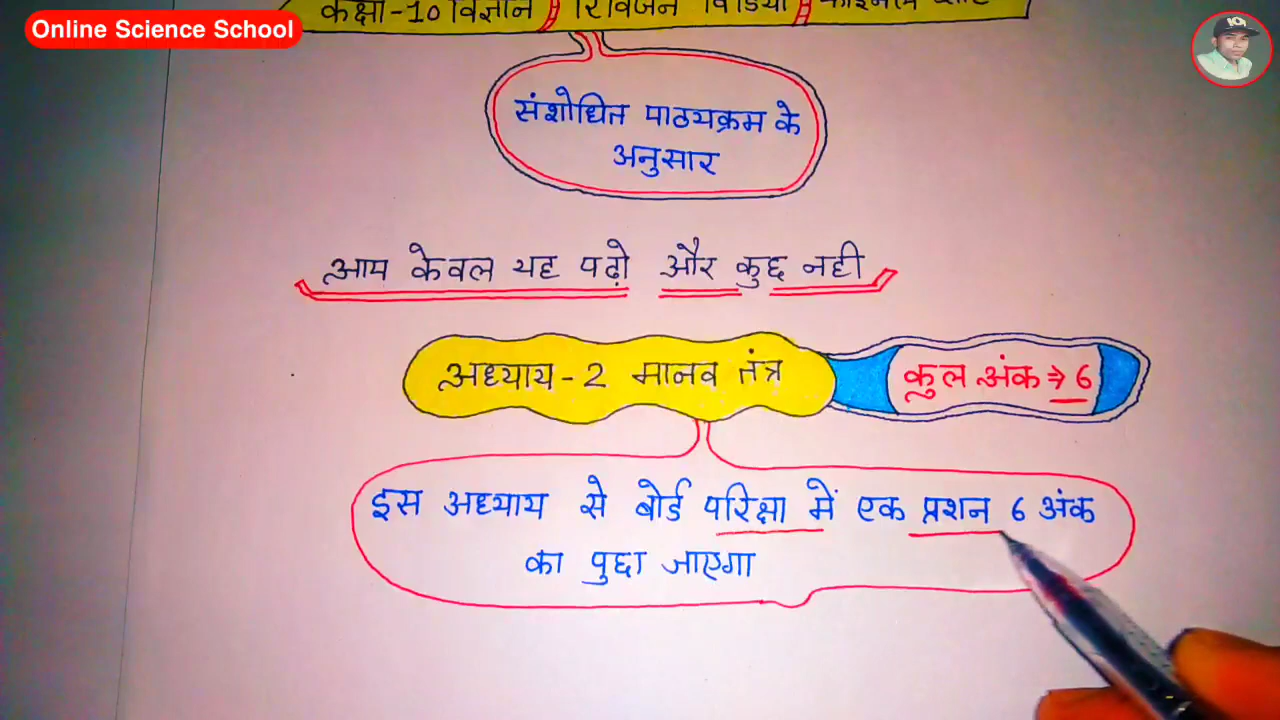 Online Science School
कक्षा-10 विज्ञान रिविजन विडियो
संशोधित पाठ्यक्रम के
अनुसार
आप केवल यह पढ़ो और कुछ नही
अध्याय-2 मानव तंत्र
कुल अंक ⇒ 6
इस अध्याय से बोर्ड परिक्षा में एक प्रशन 6 अंक
का पुछा जाएगा